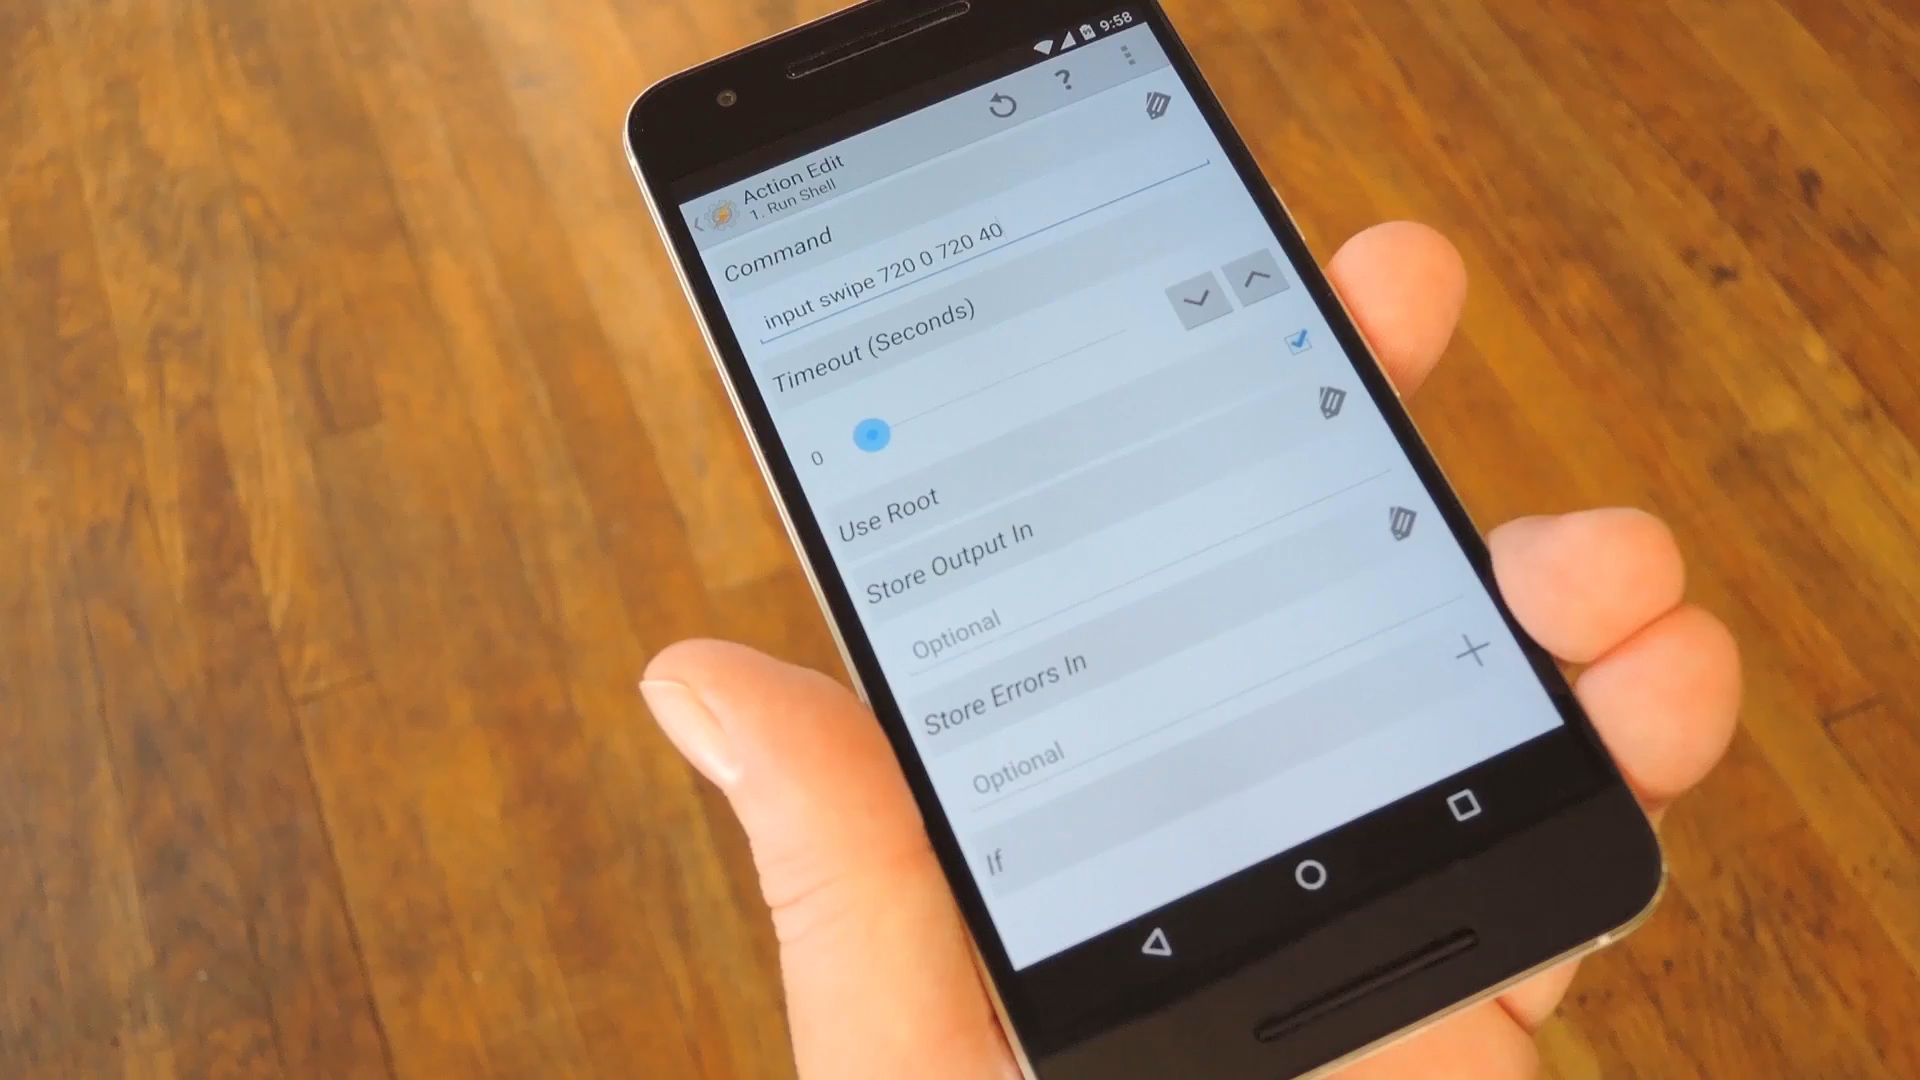 9:58
?
Action Edit
1. Run Shell
Command
input swipe 720 0 720 40
Timeout (Seconds)
0
Use Root
Store Output In
Optional
Store Errors In
Optional
If